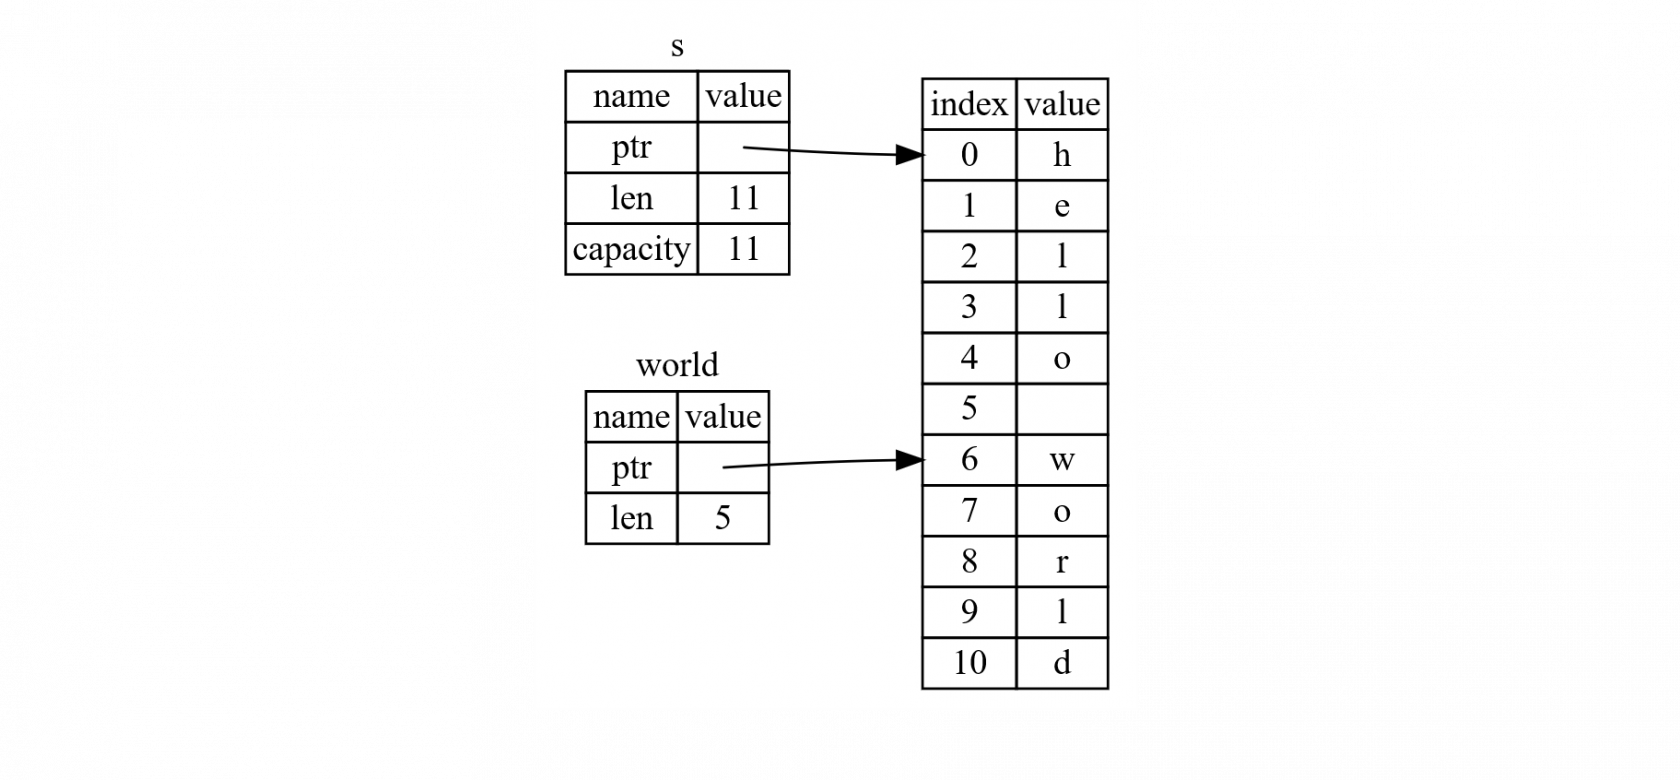 s
name value
ptr
len 11
capacity 11
world
name value
ptr
len 5
index value
0 h
1 e
2 l
3 l
4 o
5
6 w
7 o
8 r
9 l
10 d